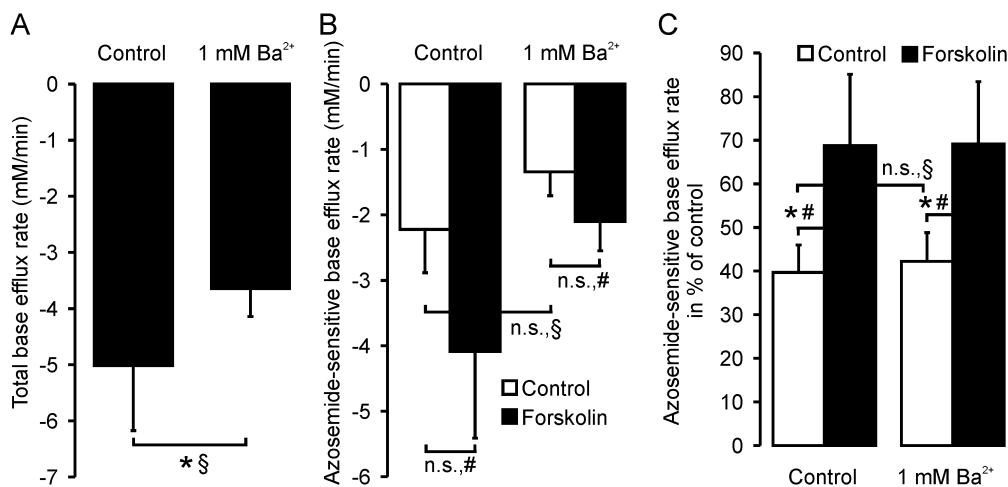 A
Control 1 mM Ba²⁺
Total base efflux rate (mM/min)
0
-1
-2
-3
-4
-5
-6
-7
* §
B
Control 1 mM Ba²⁺
Azosemide-sensitive base efflux rate (mM/min)
0
-1
-2
-3
-4
-5
-6
n.s.,#
n.s.,§
Control
Forskolin
n.s.,#
C
Control Forskolin
Azosemide-sensitive base efflux rate
in % of control
90
80
70
60
50
40
30
20
10
0
n.s.,§
*# *#
Control 1 mM Ba²⁺